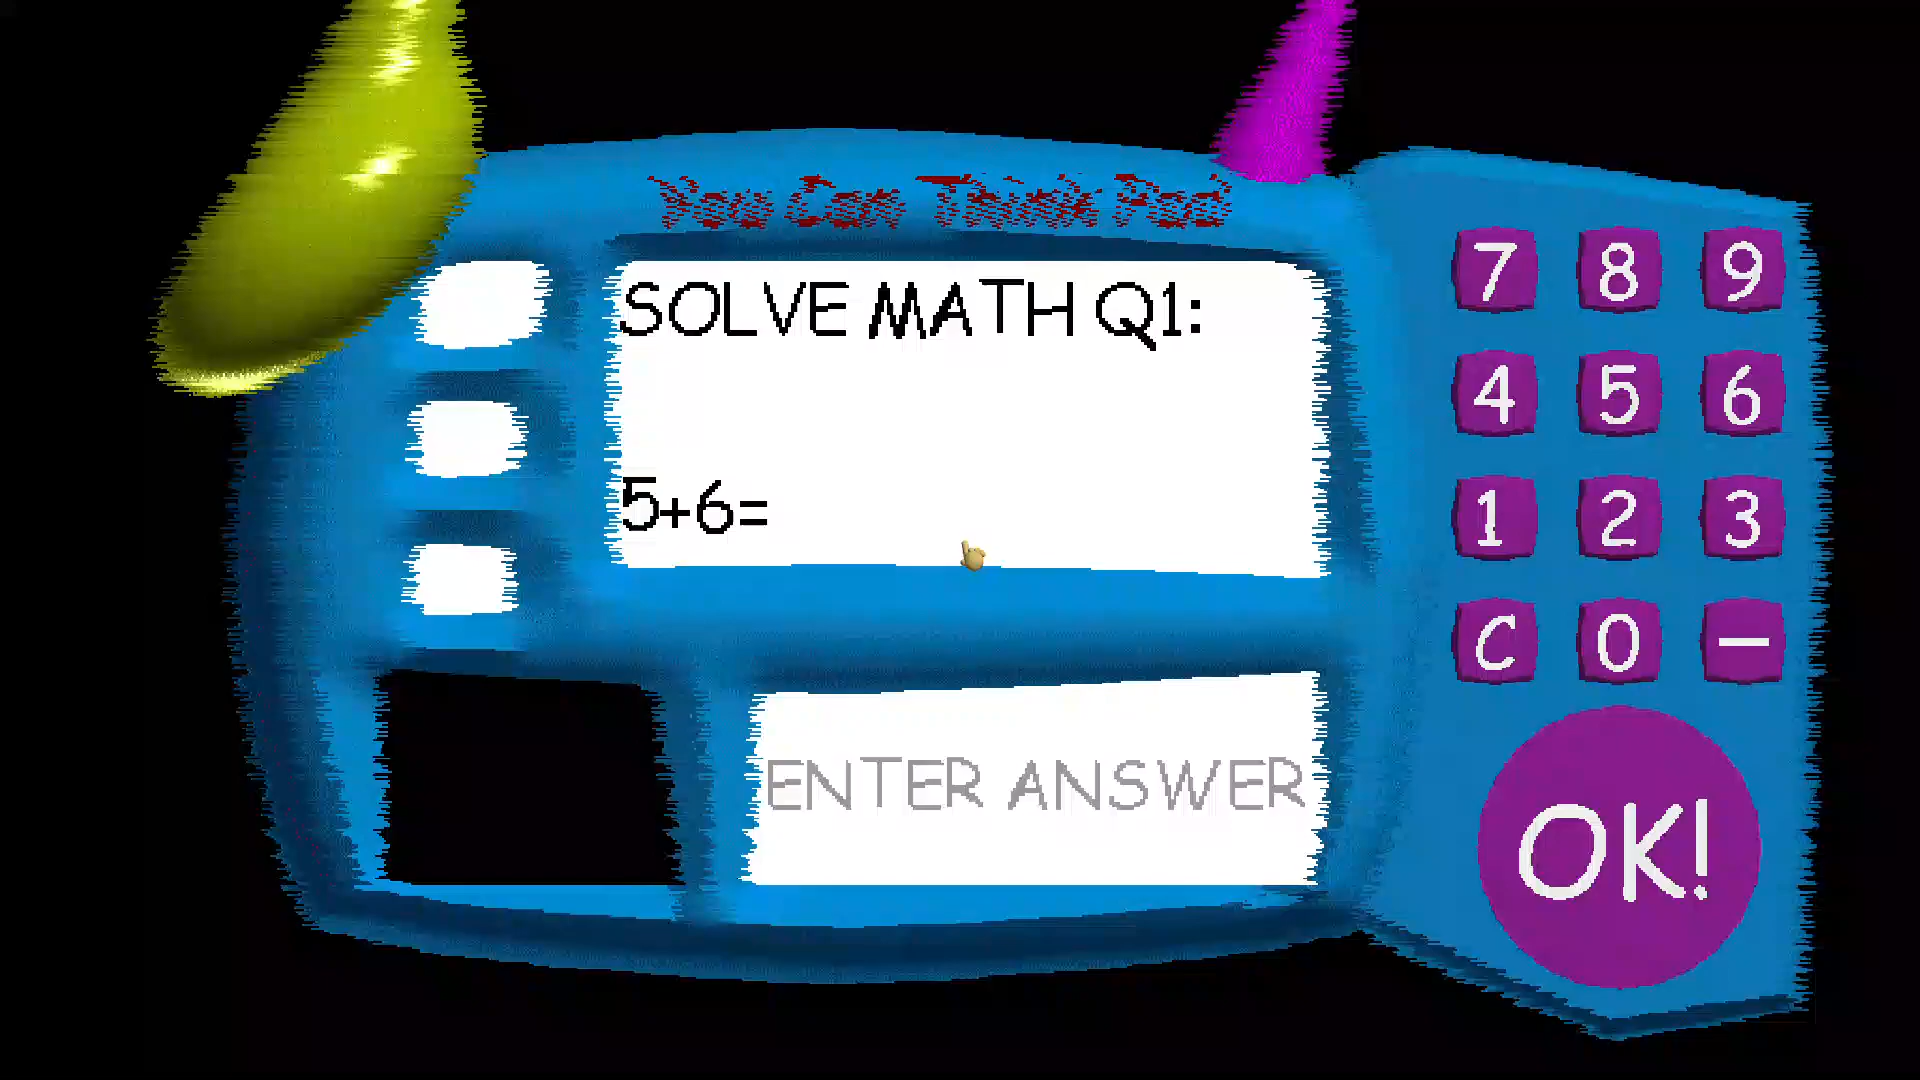 You Can Think Pad
SOLVE MATH Q1:
5+6=
ENTER ANSWER
7 8 9
4 5 6
1 2 3
C 0 −
OK!